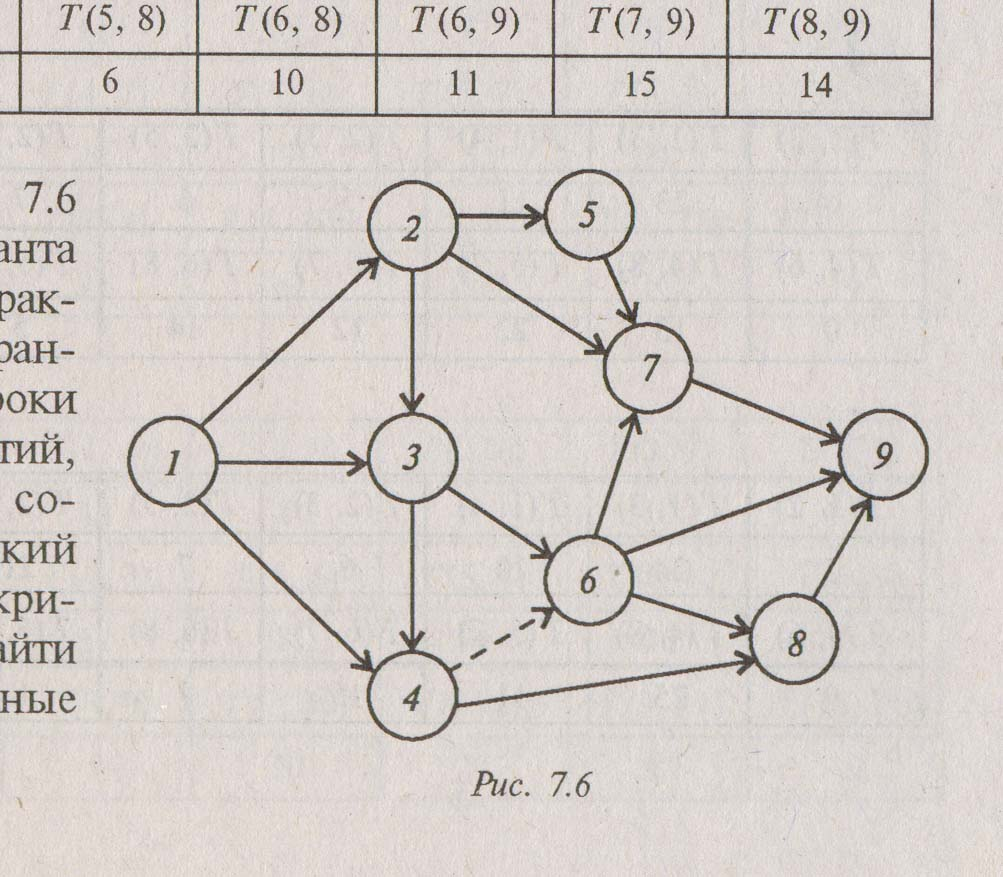 T(5, 8) T(6, 8) T(6, 9) T(7, 9) T(8, 9)
6 10 11 15 14
7.6
анта
рак-
ран-
роки
тий,
со-
кий
кри-
айти
ные
2 5
7
1 3 9
6
8
4
Рис. 7.6